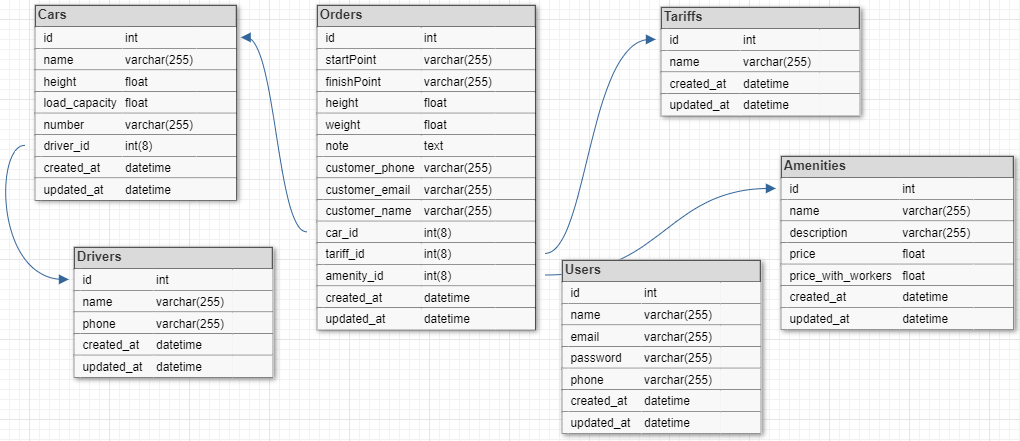 Cars
id int
name varchar(255)
height float
load_capacity float
number varchar(255)
driver_id int(8)
created_at datetime
updated_at datetime
Orders
id int
startPoint varchar(255)
finishPoint varchar(255)
height float
weight float
note text
customer_phone varchar(255)
customer_email varchar(255)
customer_name varchar(255)
car_id int(8)
tariff_id int(8)
amenity_id int(8)
created_at datetime
updated_at datetime
Tariffs
id int
name varchar(255)
created_at datetime
updated_at datetime
Amenities
id int
name varchar(255)
description varchar(255)
price float
price_with_workers float
created_at datetime
updated_at datetime
Drivers
id int
name varchar(255)
phone varchar(255)
created_at datetime
updated_at datetime
Users
id int
name varchar(255)
email varchar(255)
password varchar(255)
phone varchar(255)
created_at datetime
updated_at datetime